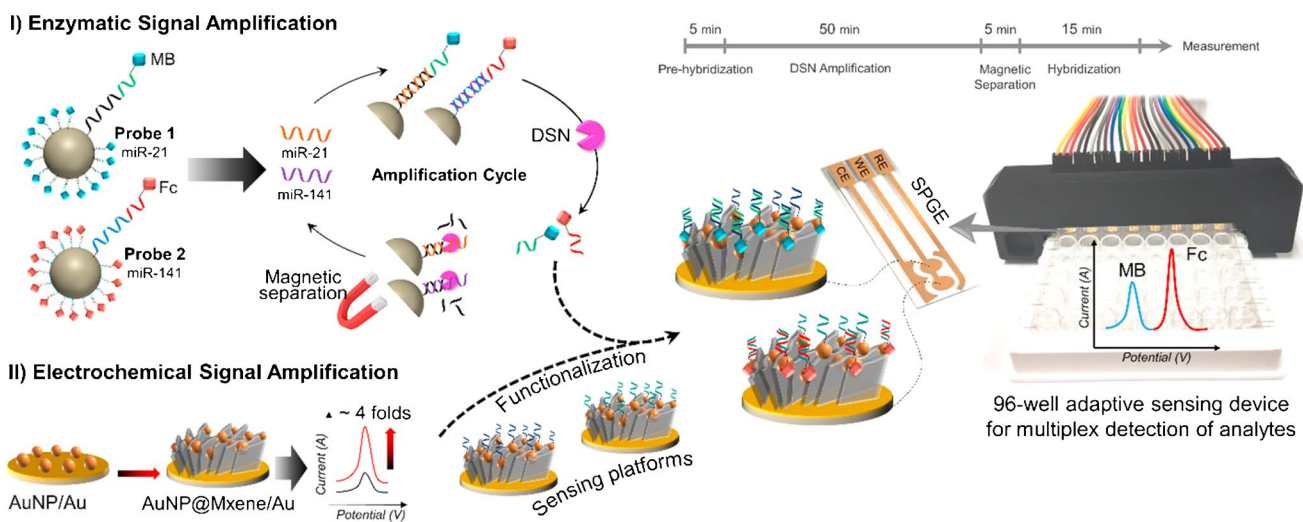 I) Enzymatic Signal Amplification
MB
Probe 1
miR-21
Fc
Probe 2
miR-141
miR-21
miR-141
Amplification Cycle
DSN
Magnetic
separation
5 min
50 min
5 min
15 min
Measurement
Pre-hybridization
DSN Amplification
Magnetic
Separation
Hybridization
CE
WE
RE
SPGE
MB
Fc
Current (A)
Potential (V)
96-well adaptive sensing device
for multiplex detection of analytes
II) Electrochemical Signal Amplification
AuNP/Au
AuNP@Mxene/Au
▲ ~ 4 folds
Current (A)
Potential (V)
Functionalization
Sensing platforms